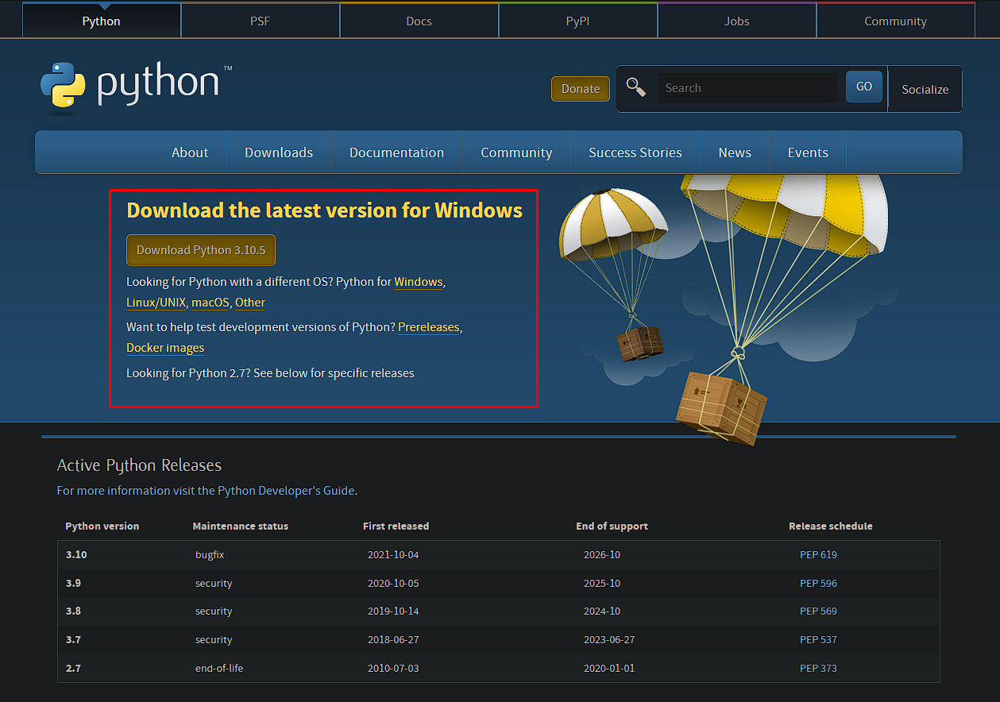 Python PSF Docs PyPI Jobs Community
python™
Donate Search GO Socialize
About Downloads Documentation Community Success Stories News Events
Download the latest version for Windows
Download Python 3.10.5
Looking for Python with a different OS? Python for Windows,
Linux/UNIX, macOS, Other
Want to help test development versions of Python? Prereleases,
Docker images
Looking for Python 2.7? See below for specific releases
Active Python Releases
For more information visit the Python Developer's Guide.
Python version Maintenance status First released End of support Release schedule
3.10 bugfix 2021-10-04 2026-10 PEP 619
3.9 security 2020-10-05 2025-10 PEP 596
3.8 security 2019-10-14 2024-10 PEP 569
3.7 security 2018-06-27 2023-06-27 PEP 537
2.7 end-of-life 2010-07-03 2020-01-01 PEP 373